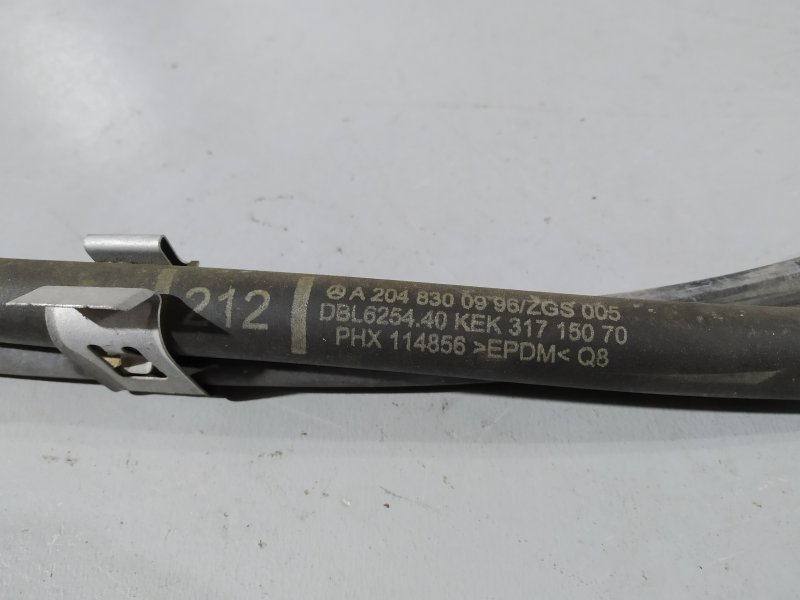 212
A 204 830 09 96/ZGS 005
DBL6254.40 KEK 317 150 70
PHX 114856 >EPDM< Q8